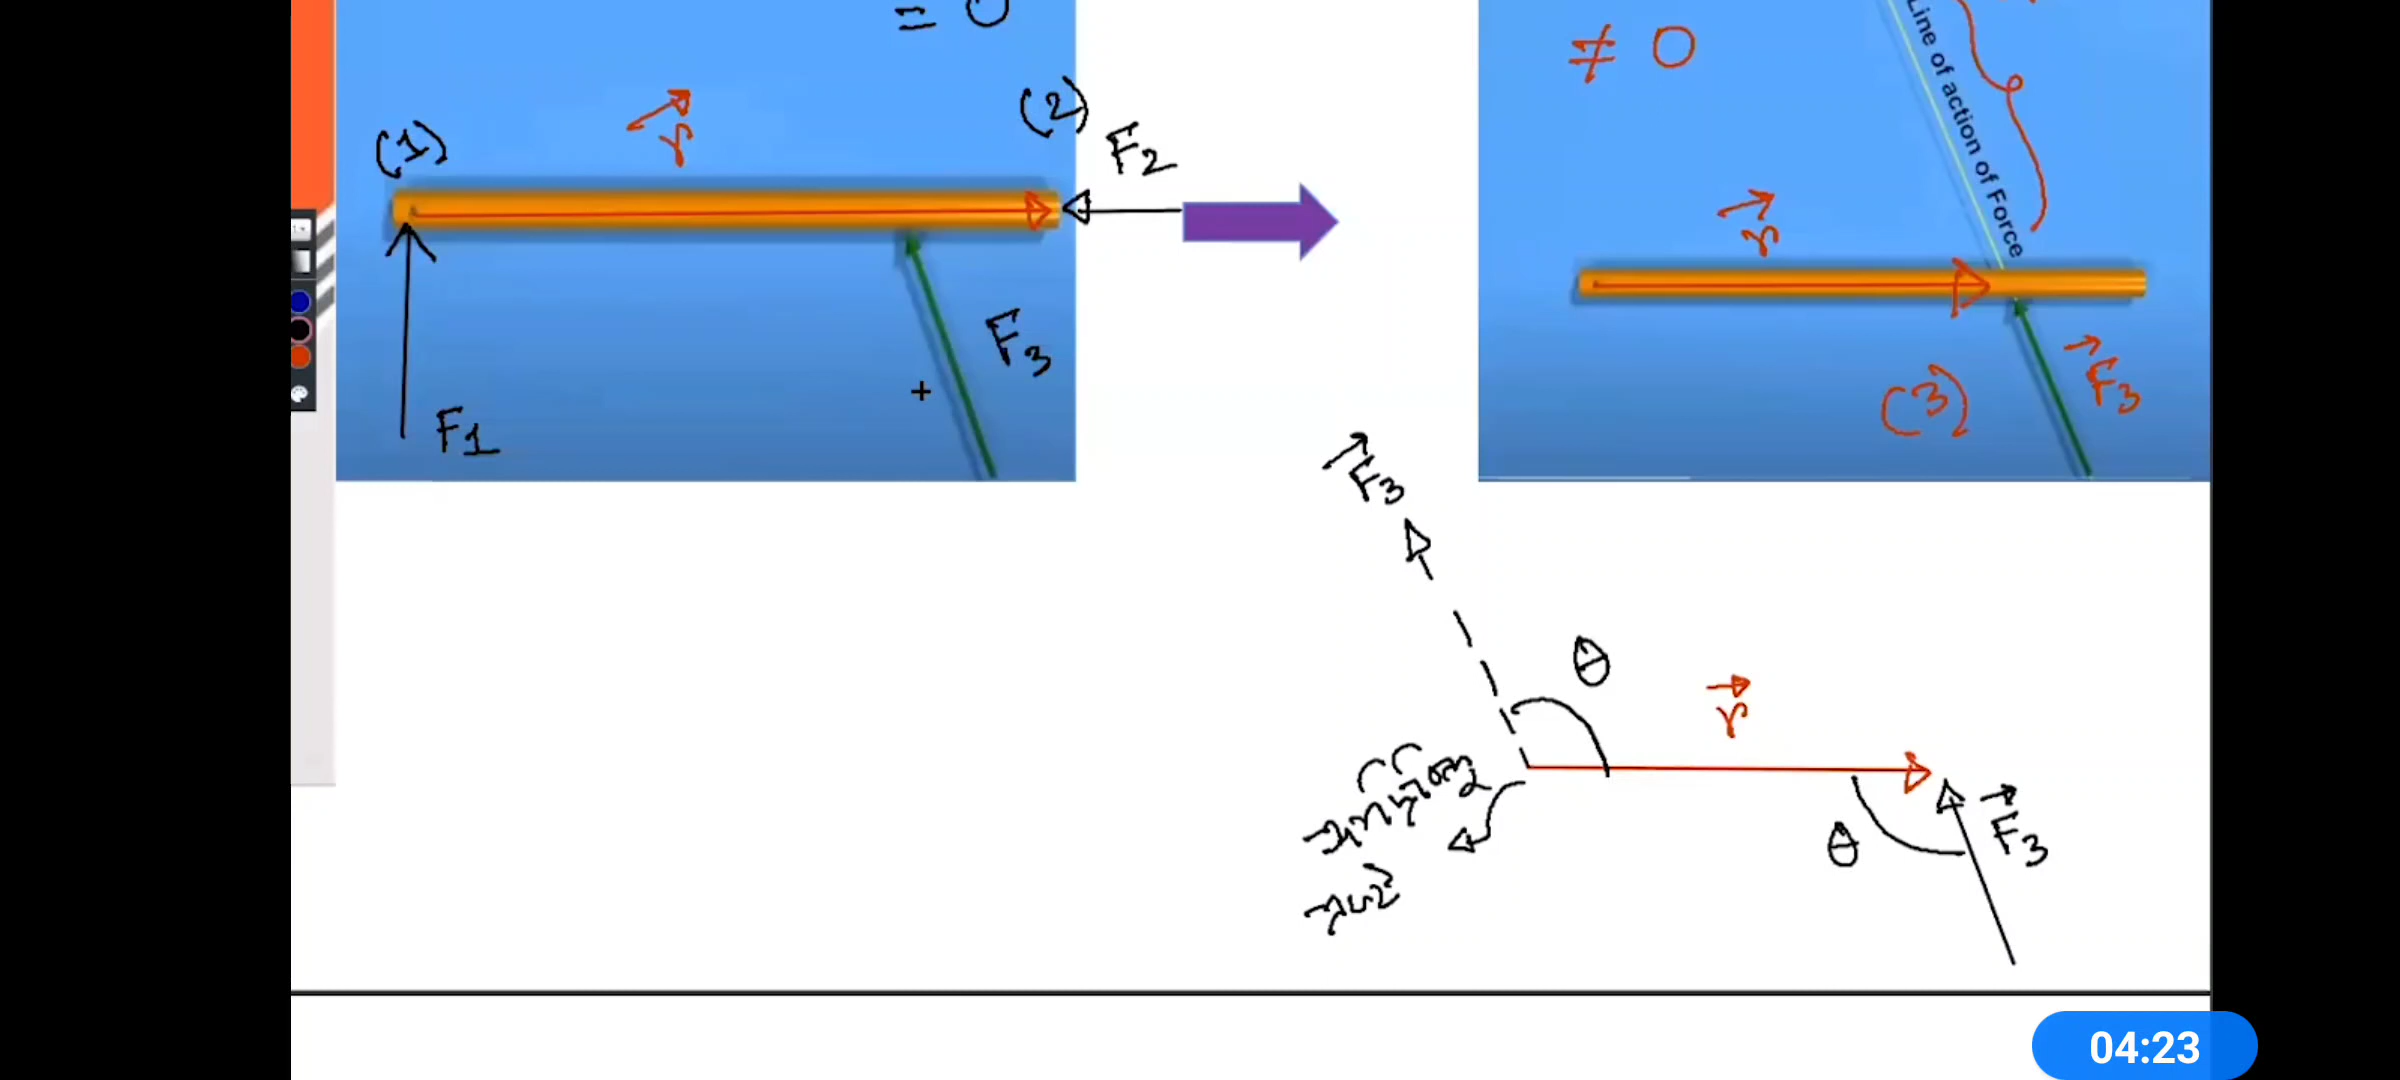 = 0
≠ 0
Line of action of Force
(1)
r
(2)
F2
F1
F3
r
(3)
F3
F3
θ
r
θ
F3
04:23